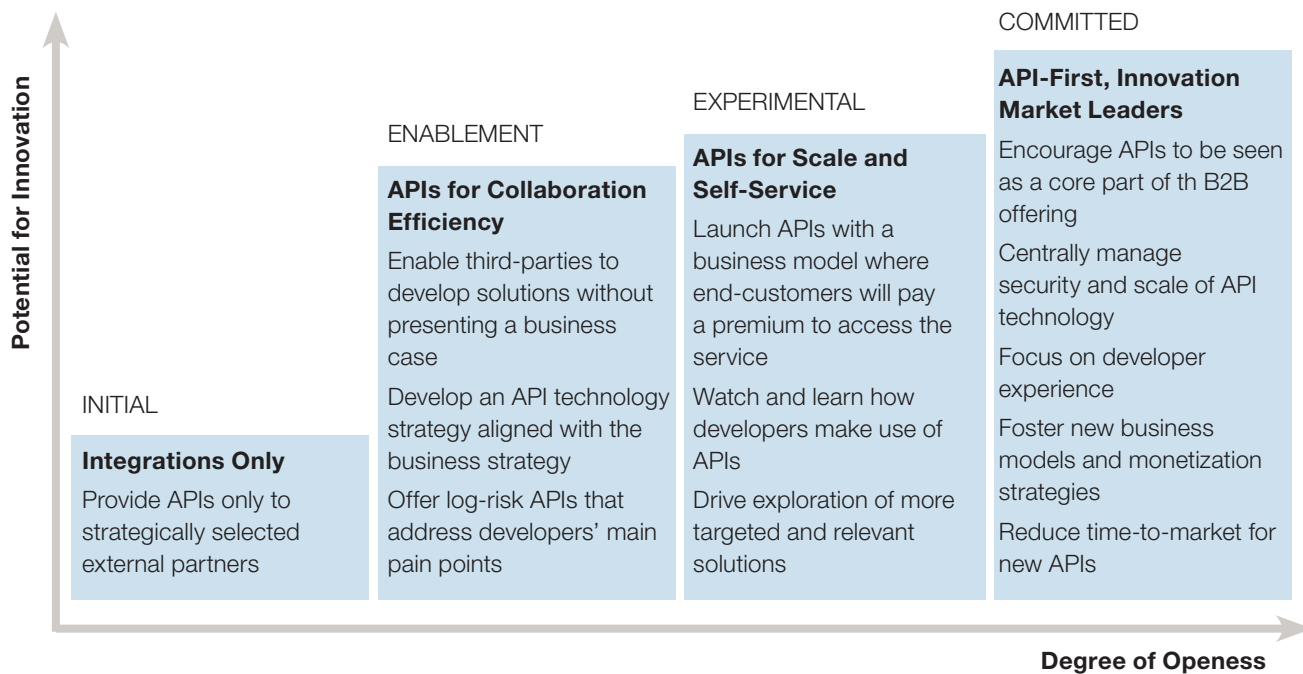 Potential for Innovation
INITIAL
Integrations Only
Provide APIs only to
strategically selected
external partners
ENABLEMENT
APIs for Collaboration
Efficiency
Enable third-parties to
develop solutions without
presenting a business
case
Develop an API technology
strategy aligned with the
business strategy
Offer log-risk APIs that
address developers’ main
pain points
EXPERIMENTAL
APIs for Scale and
Self-Service
Launch APIs with a
business model where
end-customers will pay
a premium to access the
service
Watch and learn how
developers make use of
APIs
Drive exploration of more
targeted and relevant
solutions
COMMITTED
API-First, Innovation
Market Leaders
Encourage APIs to be seen
as a core part of th B2B
offering
Centrally manage
security and scale of API
technology
Focus on developer
experience
Foster new business
models and monetization
strategies
Reduce time-to-market for
new APIs
Degree of Openess